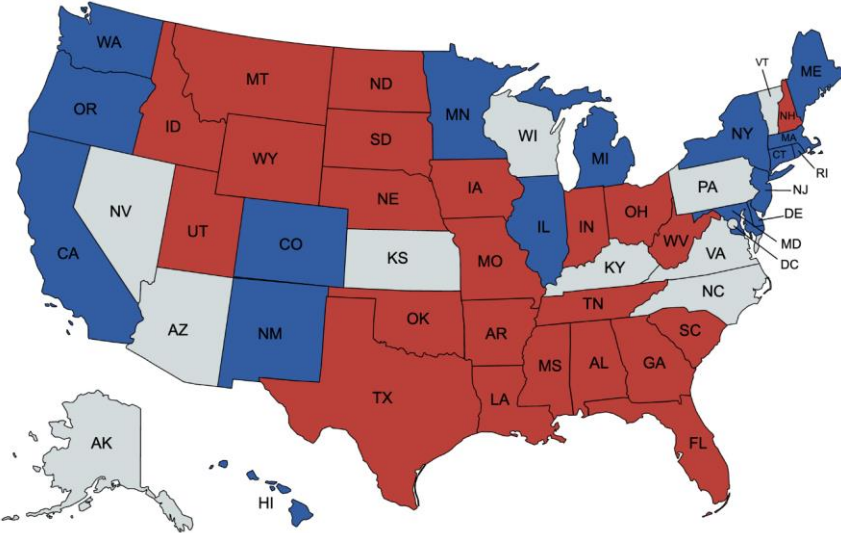 WA
MT
ND
MN
VT
ME
OR
ID
SD
WI
NY
NH
MA
WY
MI
CT
RI
NV
UT
NE
IA
PA
NJ
CA
CO
IL
IN
OH
DE
KS
MO
WV
VA
MD
KY
DC
AZ
NM
OK
AR
TN
NC
SC
TX
LA
MS
AL
GA
FL
AK
HI